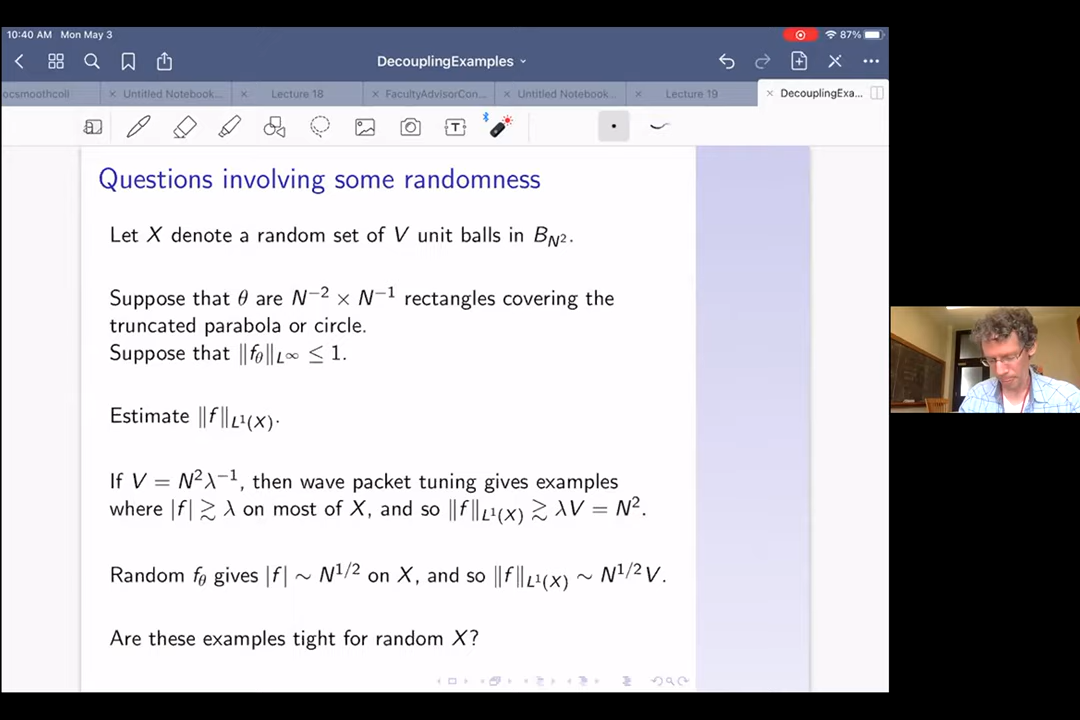 10:40 AM Mon May 3
87%
DecouplingExamples
ocsmoothcoll
Untitled Notebook...
Lecture 18
FacultyAdvisorCon...
Untitled Notebook...
Lecture 19
DecouplingExa...
Questions involving some randomness
Let X denote a random set of V unit balls in B_{N^2}.
Suppose that θ are N^{-2} × N^{-1} rectangles covering the
truncated parabola or circle.
Suppose that ‖f_θ‖_{L^∞} ≤ 1.
Estimate ‖f‖_{L^1(X)}.
If V = N^2λ^{-1}, then wave packet tuning gives examples
where |f| ≳ λ on most of X, and so ‖f‖_{L^1(X)} ≳ λV = N^2.
Random f_θ gives |f| ∼ N^{1/2} on X, and so ‖f‖_{L^1(X)} ∼ N^{1/2}V.
Are these examples tight for random X?